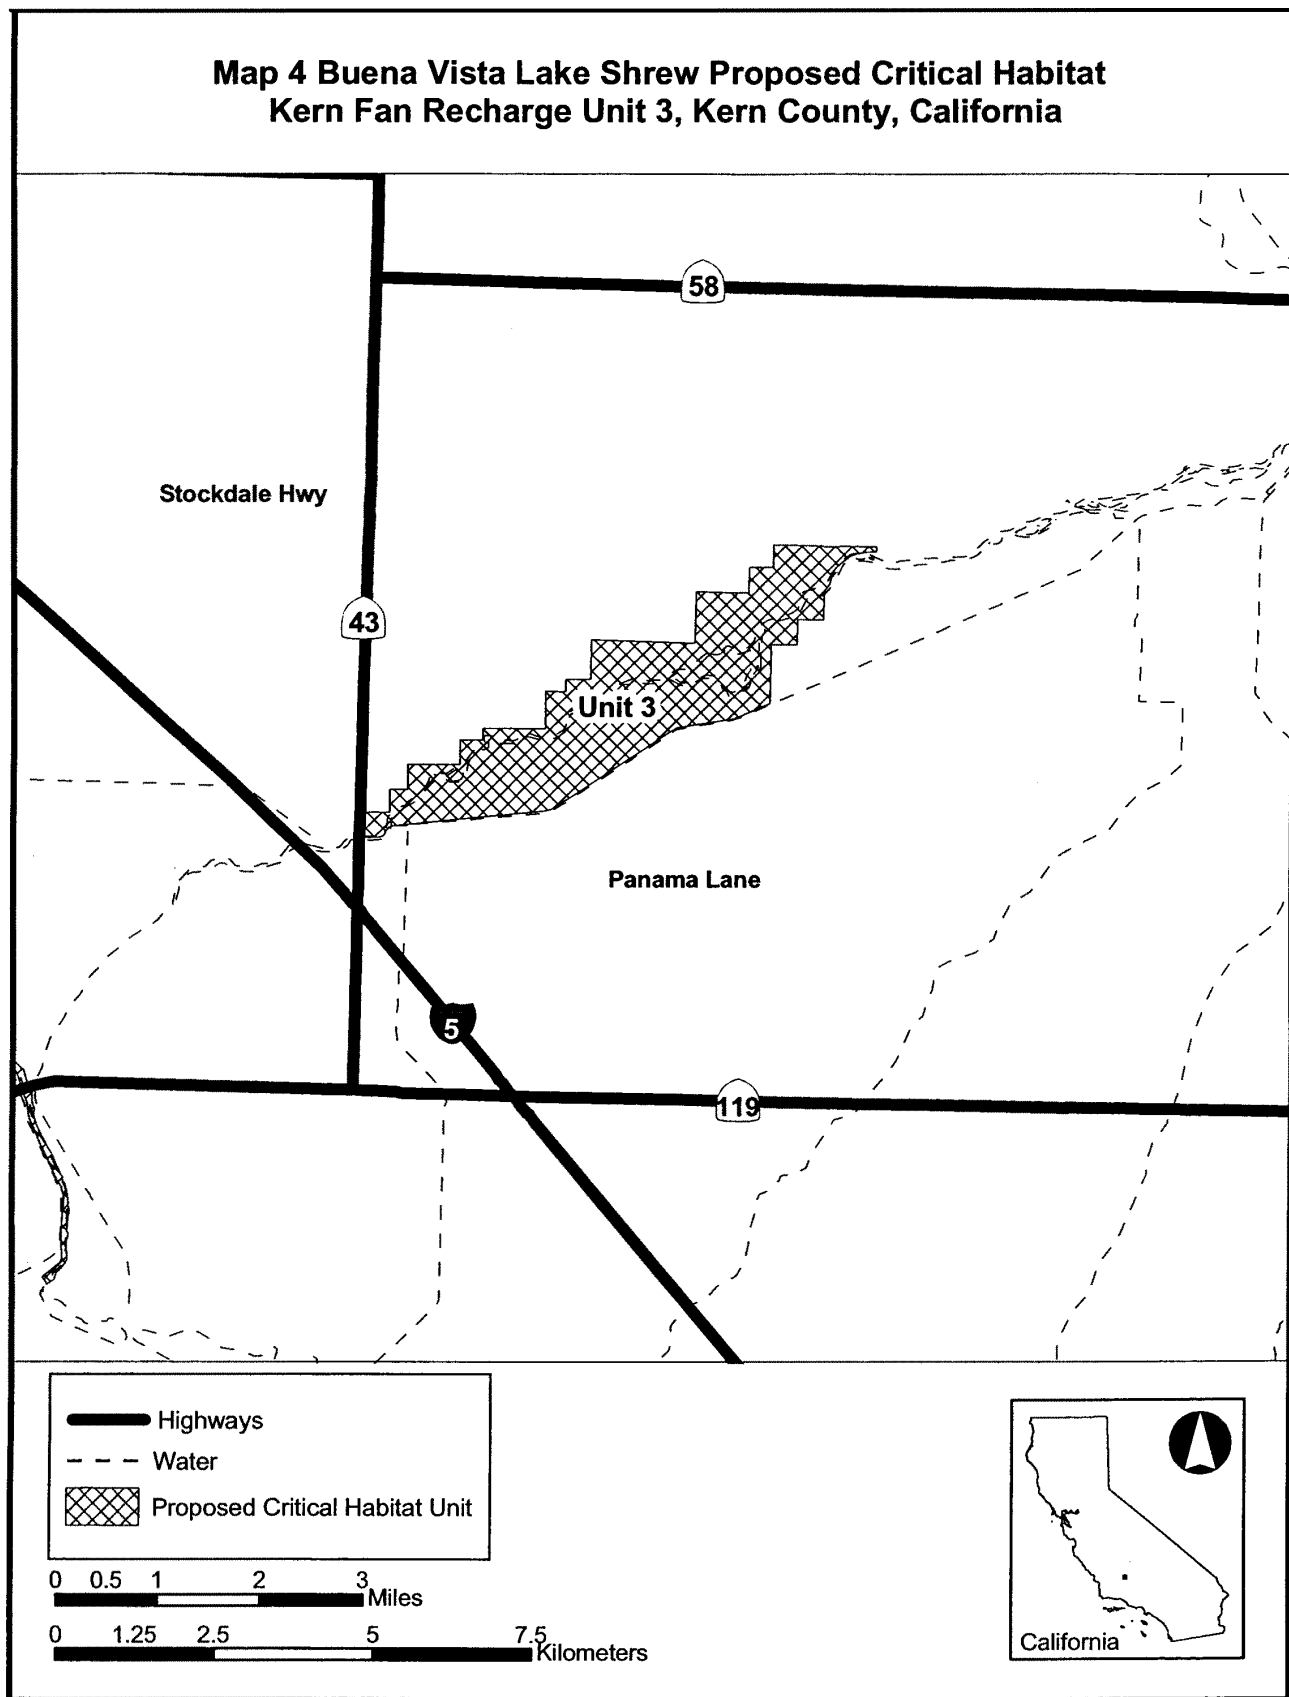 Map 4 Buena Vista Lake Shrew Proposed Critical Habitat
Kern Fan Recharge Unit 3, Kern County, California
58
Stockdale Hwy
43
Unit 3
Panama Lane
5
119
Highways
Water
Proposed Critical Habitat Unit
0 0.5 1 2 3
Miles
0 1.25 2.5 5 7.5
Kilometers
California